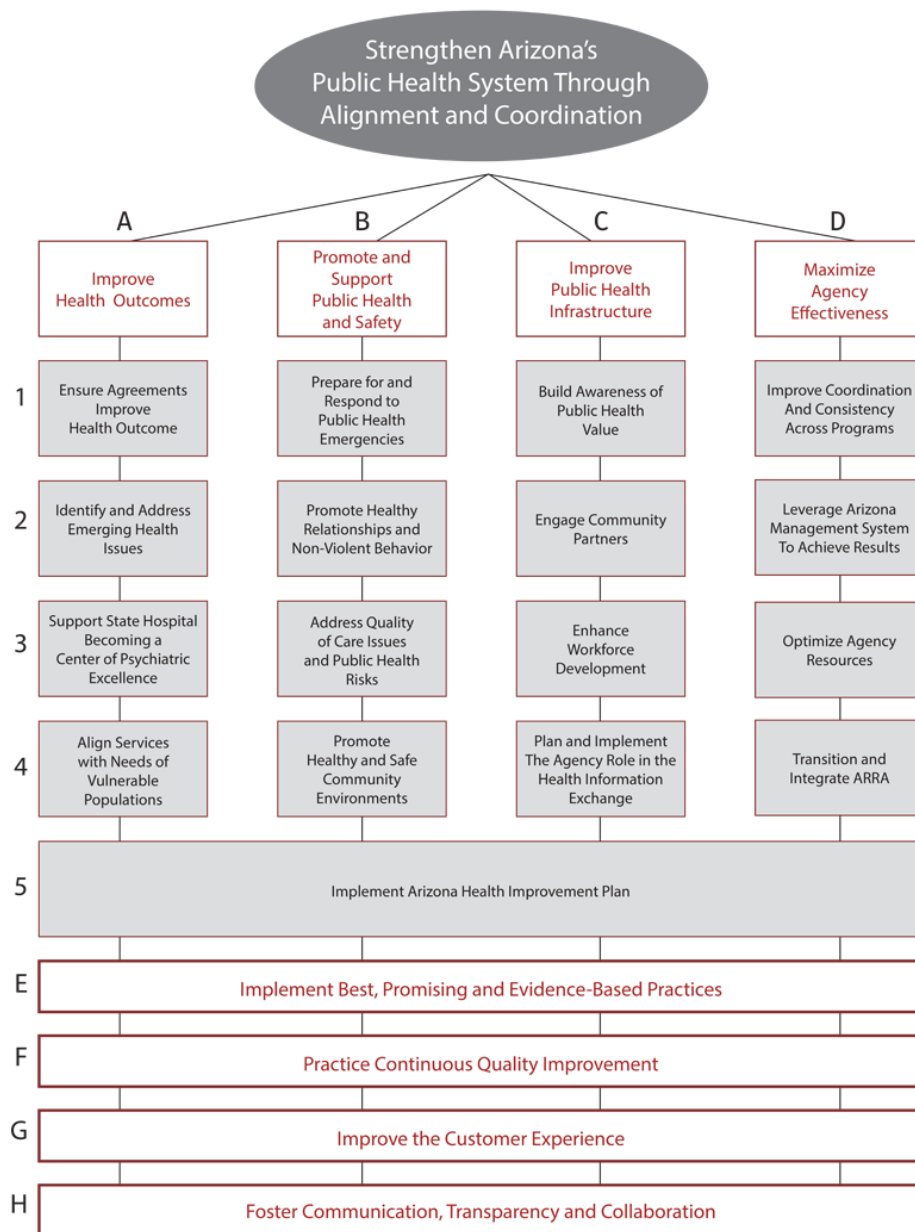 Strengthen Arizona's
Public Health System Through
Alignment and Coordination
A
B
C
D
Improve
Health Outcomes
Promote and
Support
Public Health
and Safety
Improve
Public Health
Infrastructure
Maximize
Agency
Effectiveness
1
Ensure Agreements
Improve
Health Outcome
Prepare for and
Respond to
Public Health
Emergencies
Build Awareness of
Public Health
Value
Improve Coordination
And Consistency
Across Programs
2
Identify and Address
Emerging Health
Issues
Promote Healthy
Relationships and
Non-Violent Behavior
Engage Community
Partners
Leverage Arizona
Management System
To Achieve Results
3
Support State Hospital
Becoming a
Center of Psychiatric
Excellence
Address Quality
of Care Issues
and Public Health
Risks
Enhance
Workforce
Development
Optimize Agency
Resources
4
Align Services
with Needs of
Vulnerable
Populations
Promote
Healthy and Safe
Community
Environments
Plan and Implement
The Agency Role in the
Health Information
Exchange
Transition and
Integrate ARRA
5
Implement Arizona Health Improvement Plan
E
Implement Best, Promising and Evidence-Based Practices
F
Practice Continuous Quality Improvement
G
Improve the Customer Experience
H
Foster Communication, Transparency and Collaboration